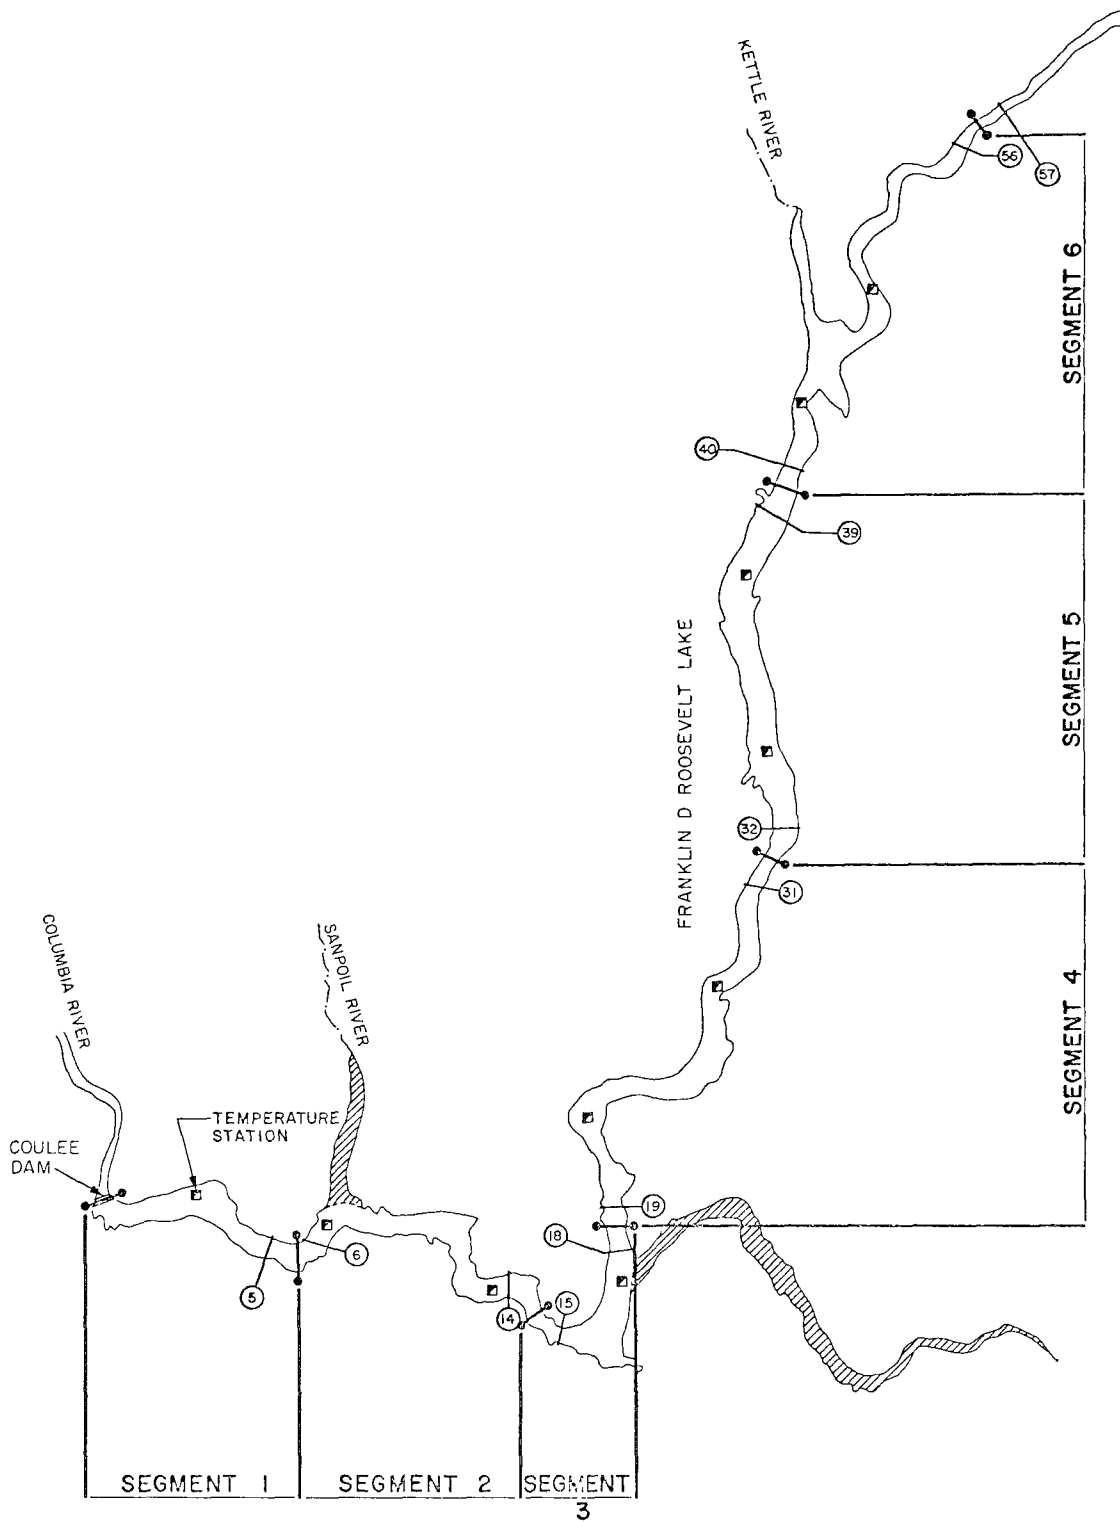 KETTLE RIVER
56
57
SEGMENT 6
40
39
SEGMENT 5
FRANKLIN D ROOSEVELT LAKE
32
31
COLUMBIA RIVER
SANPOIL RIVER
SEGMENT 4
TEMPERATURE
STATION
COULEE
DAM
19
18
6
5
14
15
SEGMENT 1
SEGMENT 2
SEGMENT
3